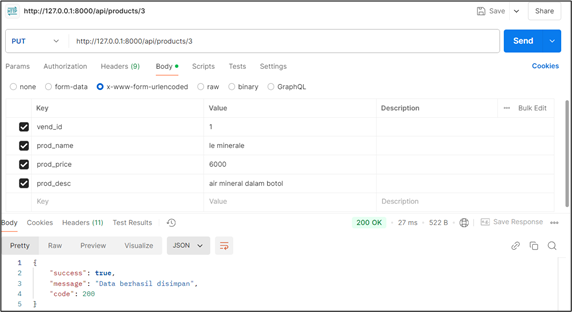 http://127.0.0.1:8000/api/products/3 Save Share
PUT http://127.0.0.1:8000/api/products/3 Send
Params Authorization Headers (9) Body Scripts Tests Settings Cookies
none form-data x-www-form-urlencoded raw binary GraphQL
Key Value Description Bulk Edit
vend_id 1
prod_name le minerale
prod_price 6000
prod_desc air mineral dalam botol
Key Value Description
Body Cookies Headers (11) Test Results 200 OK 27 ms 522 B Save Response
Pretty Raw Preview Visualize JSON
1 {
2 "success": true,
3 "message": "Data berhasil disimpan",
4 "code": 200
5 }